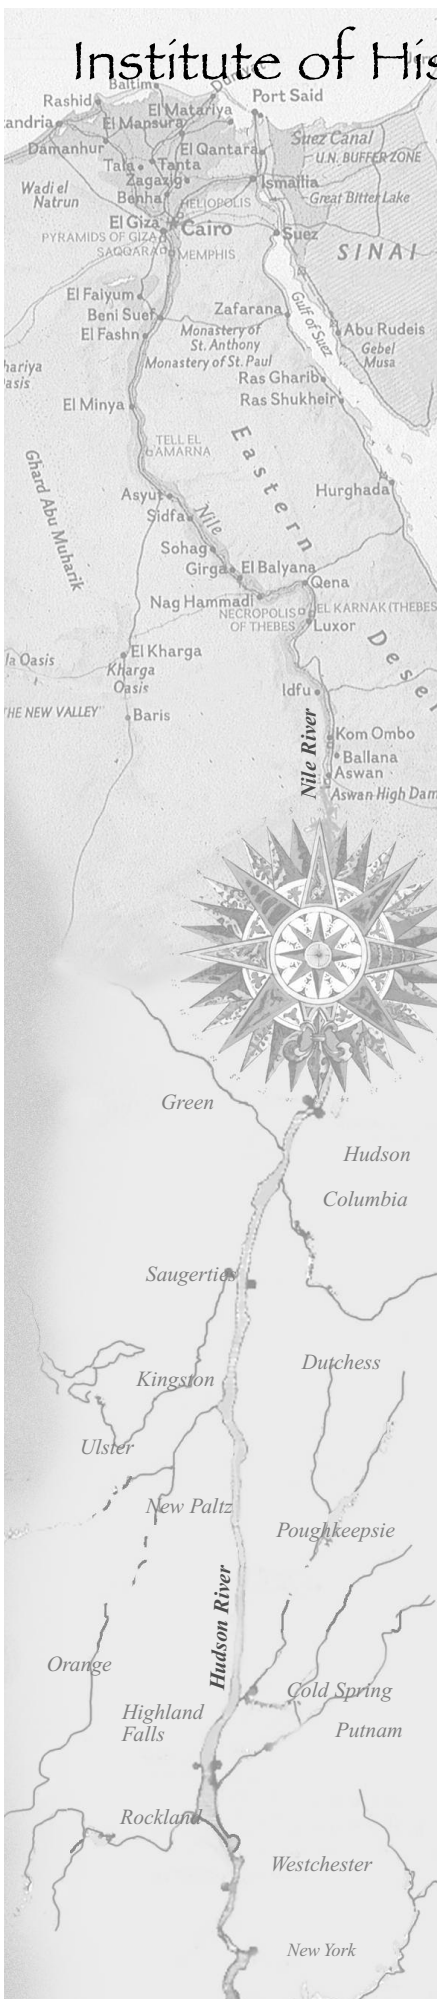 Institute of His
Baltim
Rashid
Port Said
El Matariya
andria
El Mansura
Suez Canal
Damanhur
El Qantara
U.N. BUFFER ZONE
Tala
Tanta
Zagazig
Ismailia
Wadi el
Natrun
Benha
HELIOPOLIS
Great Bitter Lake
El Giza
Cairo
Suez
PYRAMIDS OF GIZA
SINAI
SAQQARA
MEMPHIS
El Faiyum
Beni Suef
Zafarana
Gulf of Suez
El Fashn
Monastery of
St. Anthony
Abu Rudeis
Gebel
Musa
hariya
asis
Monastery of St. Paul
Ras Gharib
El Minya
Ras Shukheir
Eastern
TELL EL
AMARNA
Ghard Abu Muharik
Hurghada
Asyut
Sidfa
Nile
Sohag
Girga
El Balyana
Qena
Nag Hammadi
NECROPOLIS
OF THEBES
EL KARNAK (THEBES
Luxor
la Oasis
El Kharga
Kharga
Oasis
Deser
Idfu
THE NEW VALLEY"
Baris
Nile River
Kom Ombo
Ballana
Aswan
Aswan High Dam
Green
Hudson
Columbia
Saugerties
Dutchess
Kingston
Ulster
New Paltz
Poughkeepsie
Hudson River
Orange
Cold Spring
Highland
Falls
Putnam
Rockland
Westchester
New York